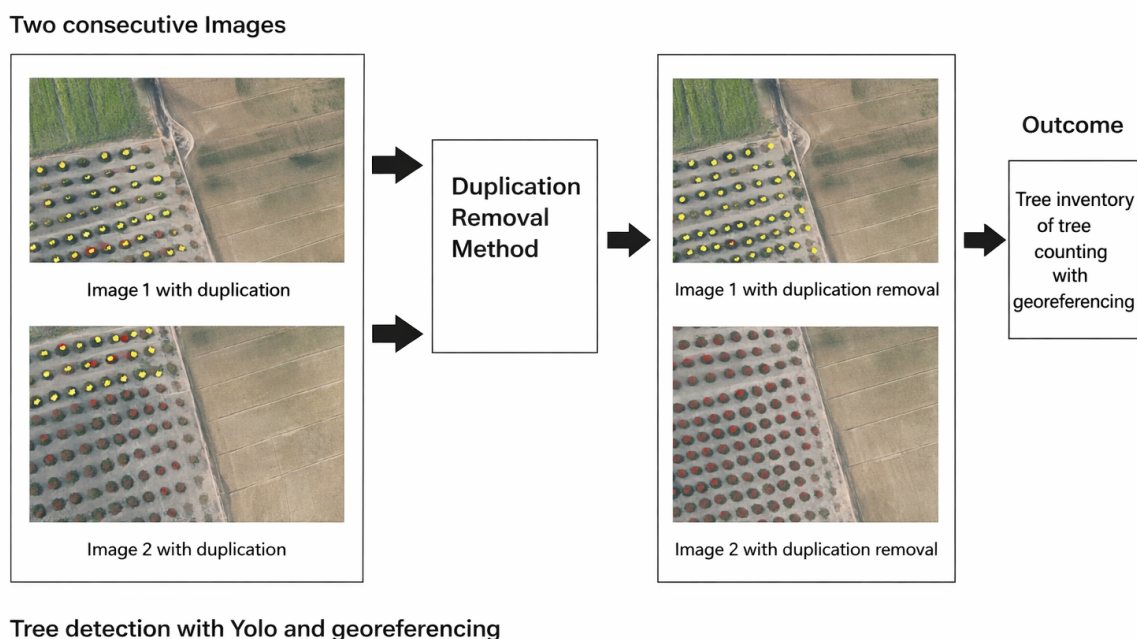 Two consecutive Images
Image 1 with duplication
Image 2 with duplication
Duplication
Removal
Method
Image 1 with duplication removal
Image 2 with duplication removal
Outcome
Tree inventory
of tree
counting
with
georeferencing
Tree detection with Yolo and georeferencing